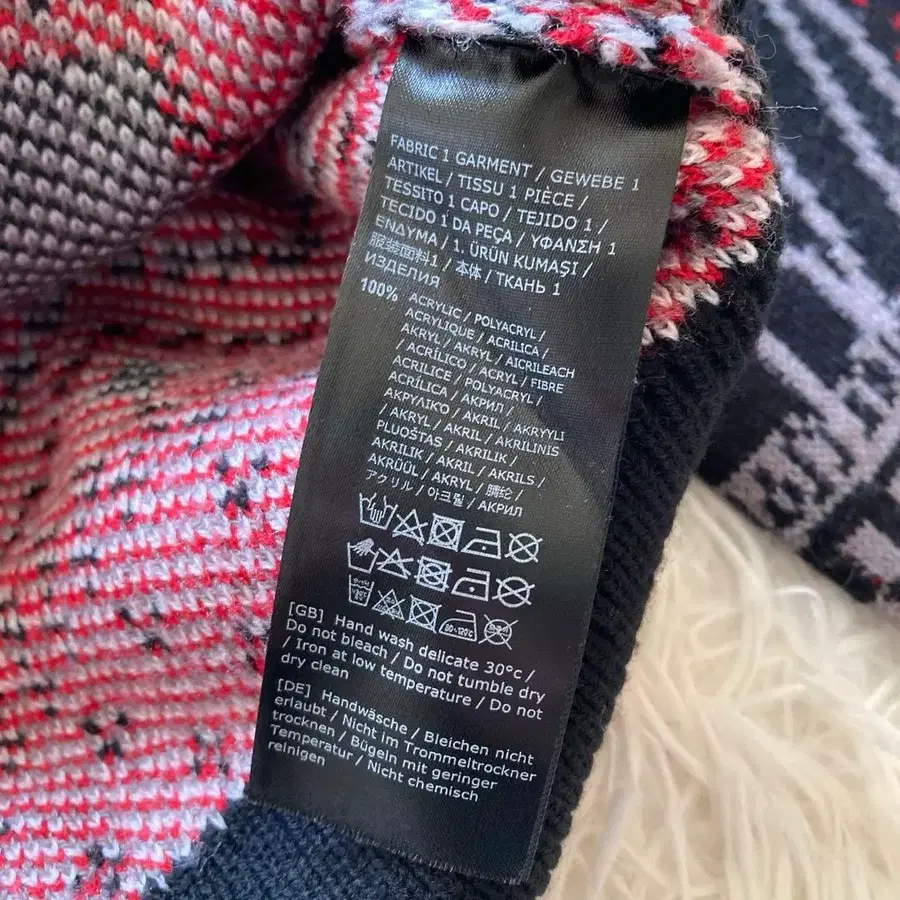 FABRIC 1 GARMENT / GEWEBE 1
ARTIKEL / TISSU 1 PIÈCE /
TESSITO 1 CAPO / TEJIDO 1 /
TECIDO 1 DA PEÇA / ΥΦΑΝΣΗ 1
ΕΝΔΥΜΑ / 1. ÜRÜN KUMAŞI /
服装面料1 / 本体 / ТКАНЬ 1
ИЗДЕЛИЯ
100% ACRYLIC / POLYACRYL /
ACRYLIQUE / ACRILICA /
AKRYL / AKRYL / AICRILEACH
/ ACRÍLICO / ACRYL / FIBRE
ACRILICE / POLYACRYL /
ACRÍLICA / АКРИЛ /
ΑΚΡΥΛΙΚΟ / AKRIL / AKRYYLI
/ AKRYL / AKRIL / AKRILINIS
PLUOŠTAS / AKRILIK /
AKRILIK / AKRIL / AKRILS /
AKRÜÜL / AKRYL / 腈纶 /
アクリル / 아크릴 / АКРИЛ
80~120°C
[GB] Hand wash delicate 30°c /
Do not bleach / Do not tumble dry
/ Iron at low temperature / Do not
dry clean
[DE] Handwäsche / Bleichen nicht
erlaubt / Nicht im Trommeltrockner
trocknen / Bügeln mit geringer
Temperatur / Nicht chemisch
reinigen